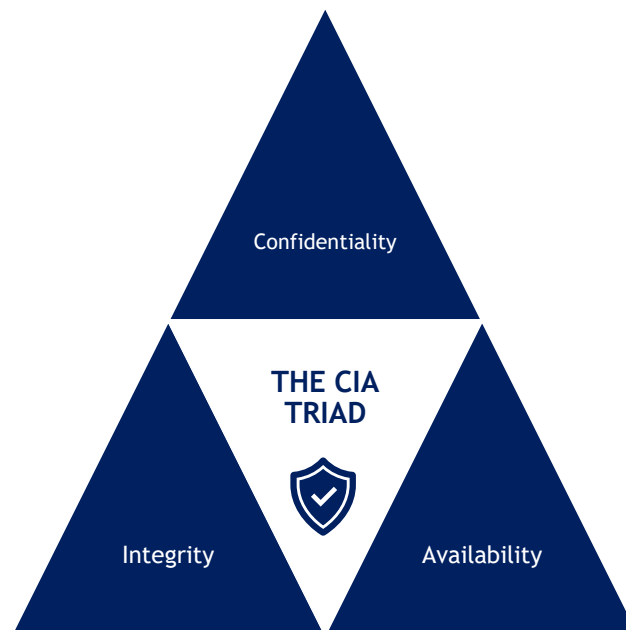 Confidentiality
THE CIA
TRIAD
Integrity
Availability